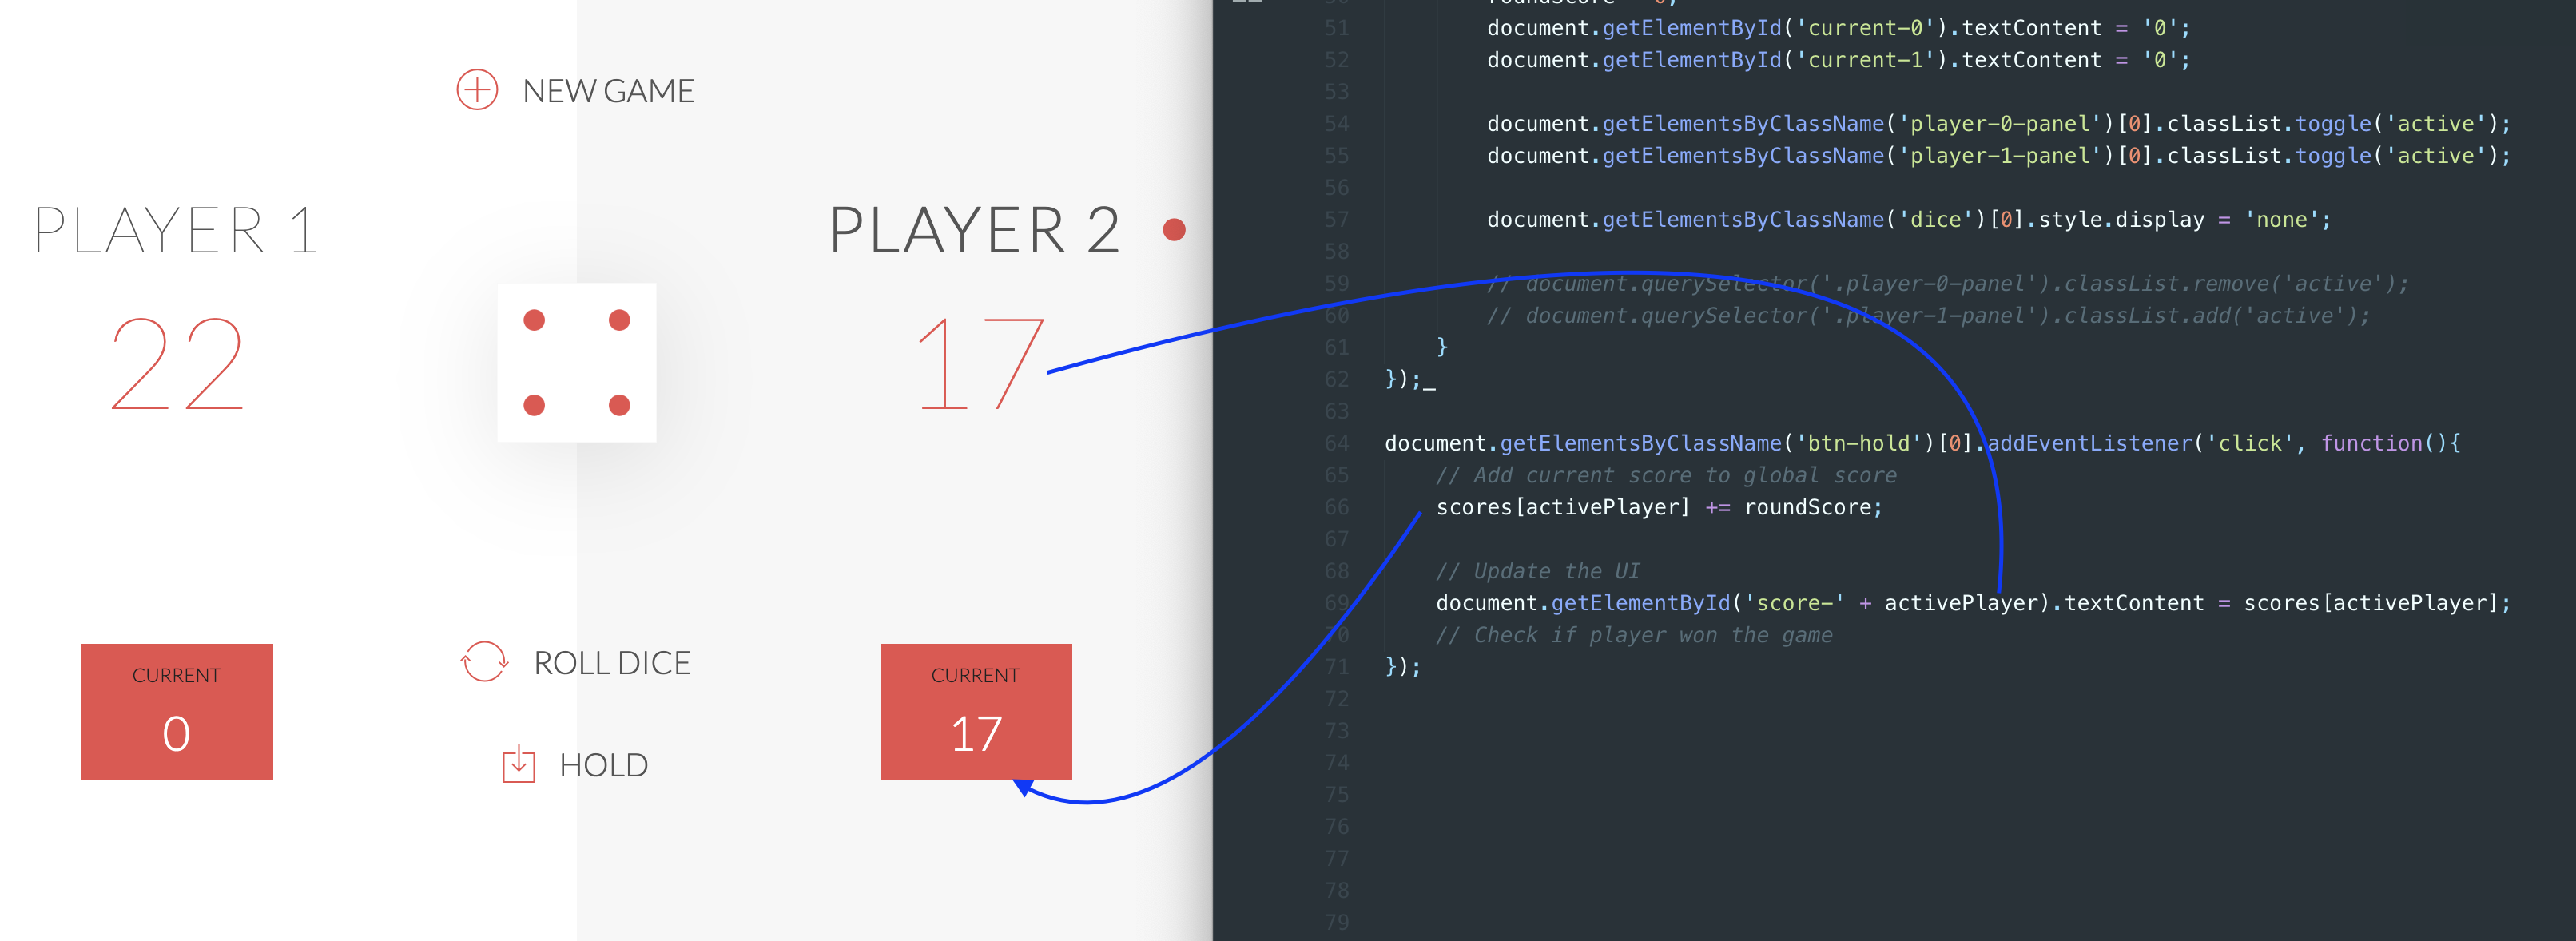 NEW GAME
PLAYER 1
22
PLAYER 2
17
ROLL DICE
HOLD
CURRENT
0
CURRENT
17
51 document.getElementById('current-0').textContent = '0';
52 document.getElementById('current-1').textContent = '0';
53
54 document.getElementsByClassName('player-0-panel')[0].classList.toggle('active');
55 document.getElementsByClassName('player-1-panel')[0].classList.toggle('active');
56
57 document.getElementsByClassName('dice')[0].style.display = 'none';
58
59 // document.querySelector('.player-0-panel').classList.remove('active');
60 // document.querySelector('.player-1-panel').classList.add('active');
61 }
62 });_
63
64 document.getElementsByClassName('btn-hold')[0].addEventListener('click', function(){
65 // Add current score to global score
66 scores[activePlayer] += roundScore;
67
68 // Update the UI
69 document.getElementById('score-' + activePlayer).textContent = scores[activePlayer];
70 // Check if player won the game
71 });
72
73
74
75
76
77
78
79